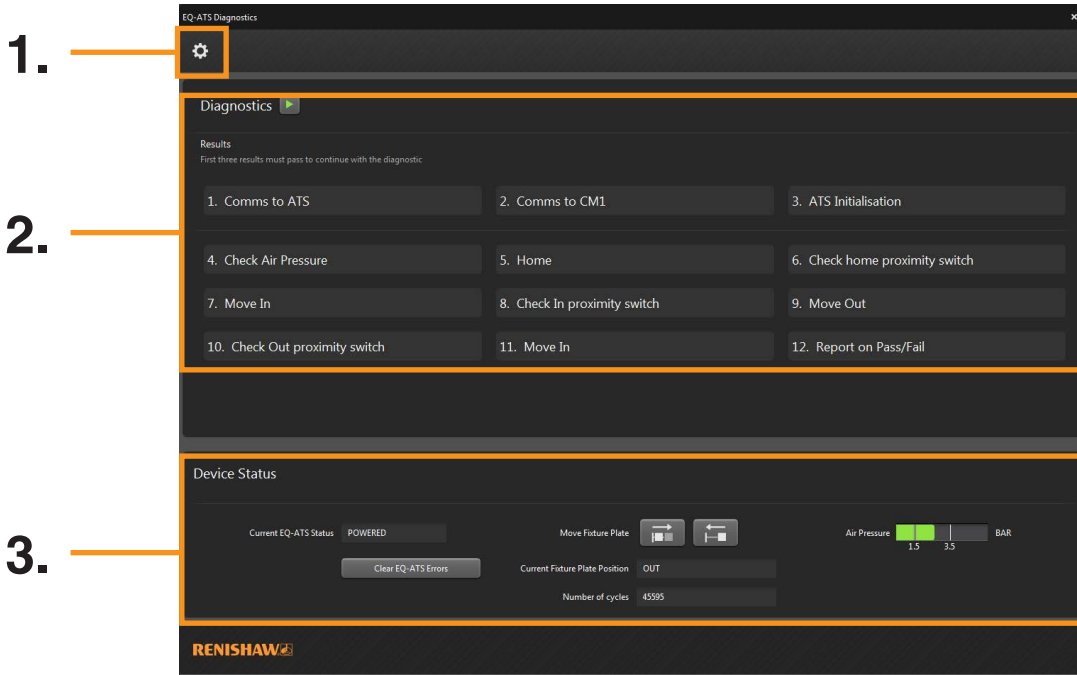 EQ-ATS Diagnostics
1.
Diagnostics
Results
First three results must pass to continue with the diagnostic
1. Comms to ATS
2. Comms to CM1
3. ATS Initialisation
2.
4. Check Air Pressure
5. Home
6. Check home proximity switch
7. Move In
8. Check In proximity switch
9. Move Out
10. Check Out proximity switch
11. Move In
12. Report on Pass/Fail
Device Status
3.
Current EQ-ATS Status POWERED
Clear EQ-ATS Errors
Move Fixture Plate
Current Fixture Plate Position OUT
Number of cycles 45595
Air Pressure BAR
1.5 3.5
RENISHAW